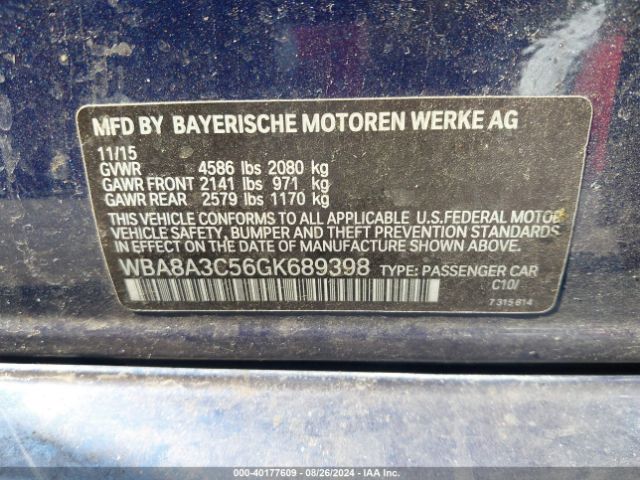 MFD BY BAYERISCHE MOTOREN WERKE AG
11/15
GVWR 4586 lbs 2080 kg
GAWR FRONT 2141 lbs 971 kg
GAWR REAR 2579 lbs 1170 kg
THIS VEHICLE CONFORMS TO ALL APPLICABLE U.S.FEDERAL MOTOR
VEHICLE SAFETY, BUMPER AND THEFT PREVENTION
STANDARDS IN EFFECT ON THE DATE OF MANUFACTURE SHOWN ABOVE.
WBA8A3C56GK689398 TYPE: PASSENGER CAR
C10/
7 315 614
000-40177609 - 08/26/2024 - IAA Inc.